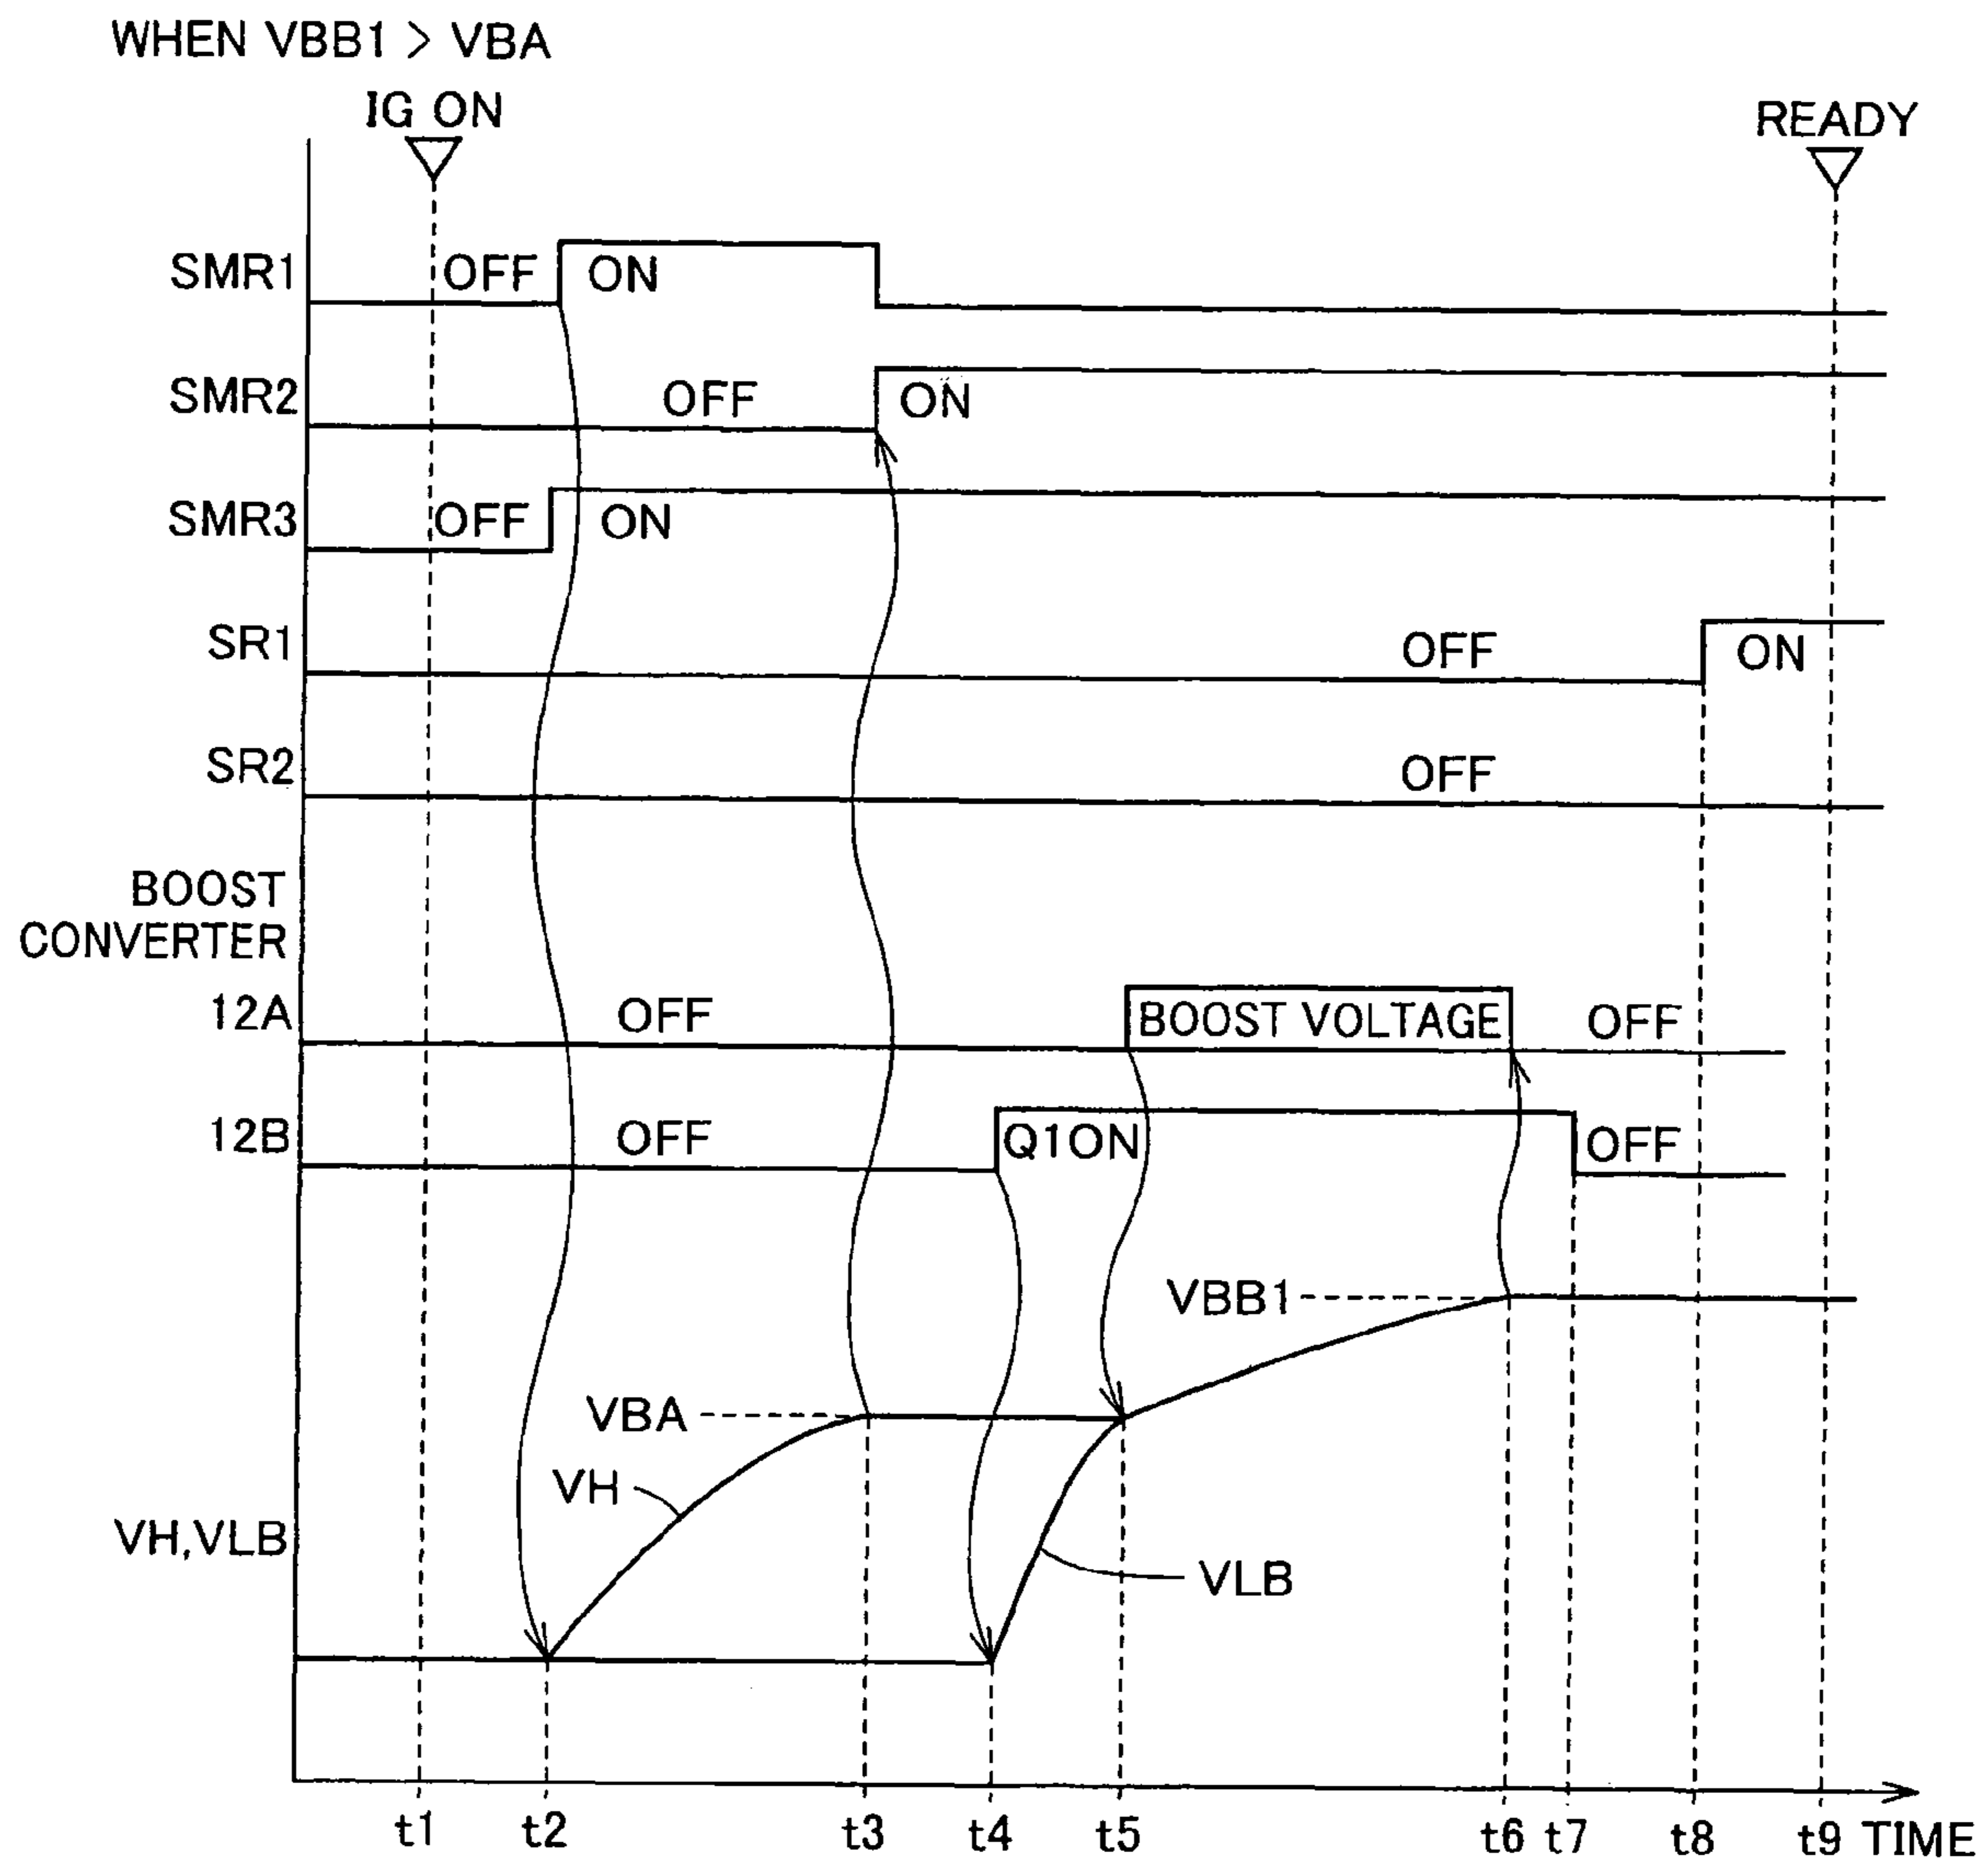 WHEN VBB1 > VBA
IG ON
READY
SMR1 OFF ON
SMR2 OFF ON
SMR3 OFF ON
SR1 OFF ON
SR2 OFF
BOOST
CONVERTER
12A OFF BOOST VOLTAGE OFF
12B OFF Q1ON OFF
VBB1
VBA
VH
VH,VLB
VLB
t1 t2 t3 t4 t5 t6 t7 t8 t9 TIME